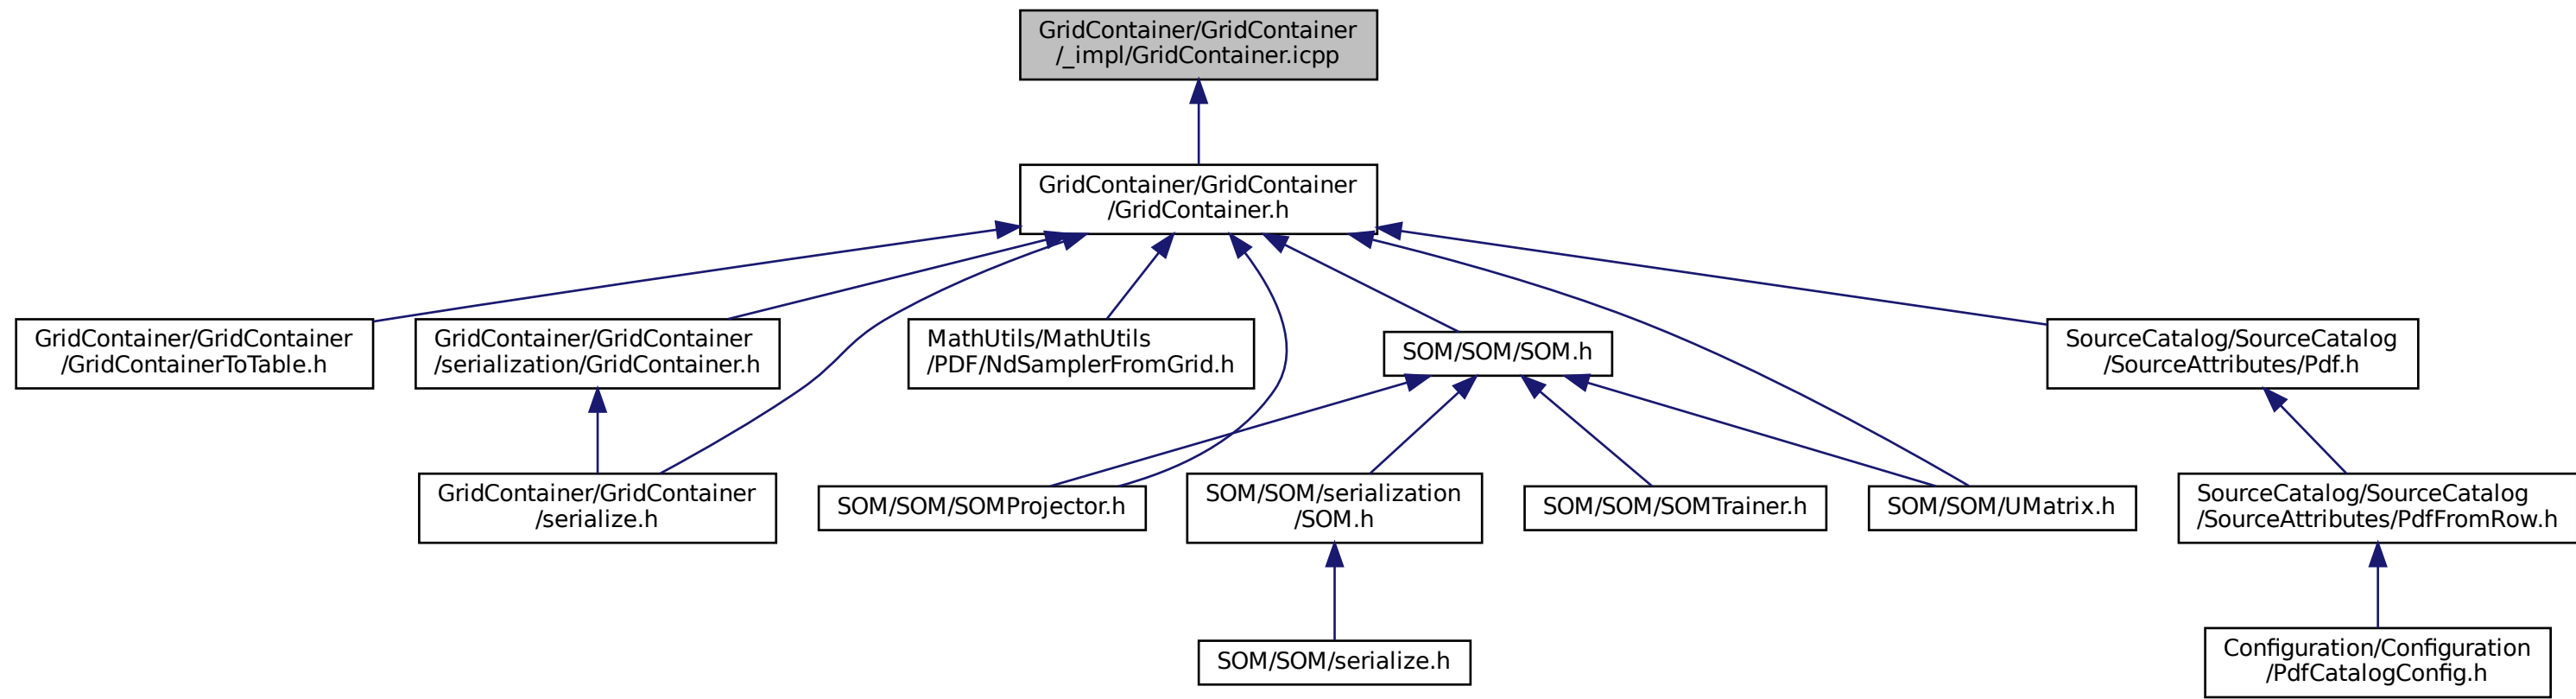 GridContainer/GridContainer
/_impl/GridContainer.icpp
GridContainer/GridContainer
/GridContainer.h
GridContainer/GridContainer
/GridContainerToTable.h
GridContainer/GridContainer
/serialization/GridContainer.h
MathUtils/MathUtils
/PDF/NdSamplerFromGrid.h
SOM/SOM/SOM.h
SourceCatalog/SourceCatalog
/SourceAttributes/Pdf.h
GridContainer/GridContainer
/serialize.h
SOM/SOM/SOMProjector.h
SOM/SOM/serialization
/SOM.h
SOM/SOM/SOMTrainer.h
SOM/SOM/UMatrix.h
SourceCatalog/SourceCatalog
/SourceAttributes/PdfFromRow.h
SOM/SOM/serialize.h
Configuration/Configuration
/PdfCatalogConfig.h